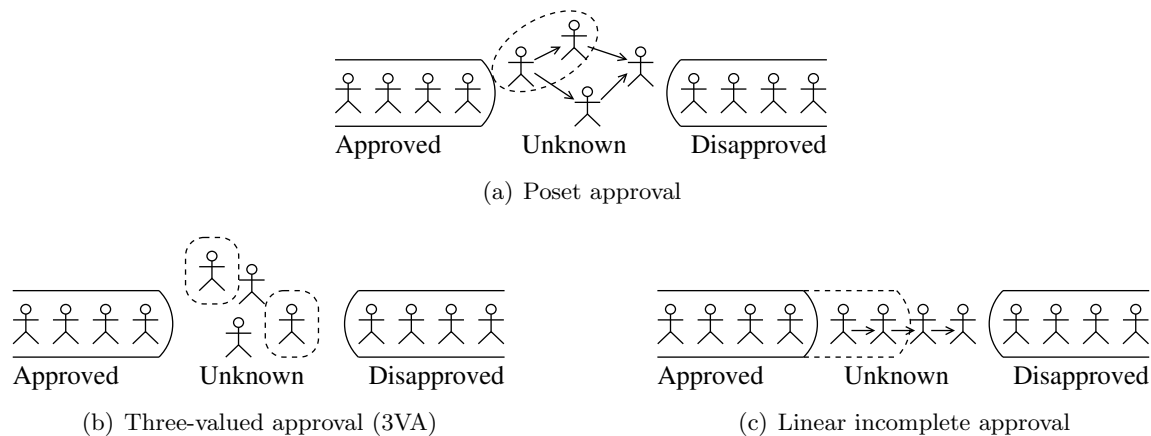 Approved Unknown Disapproved
(a) Poset approval
Approved Unknown Disapproved
(b) Three-valued approval (3VA)
Approved Unknown Disapproved
(c) Linear incomplete approval